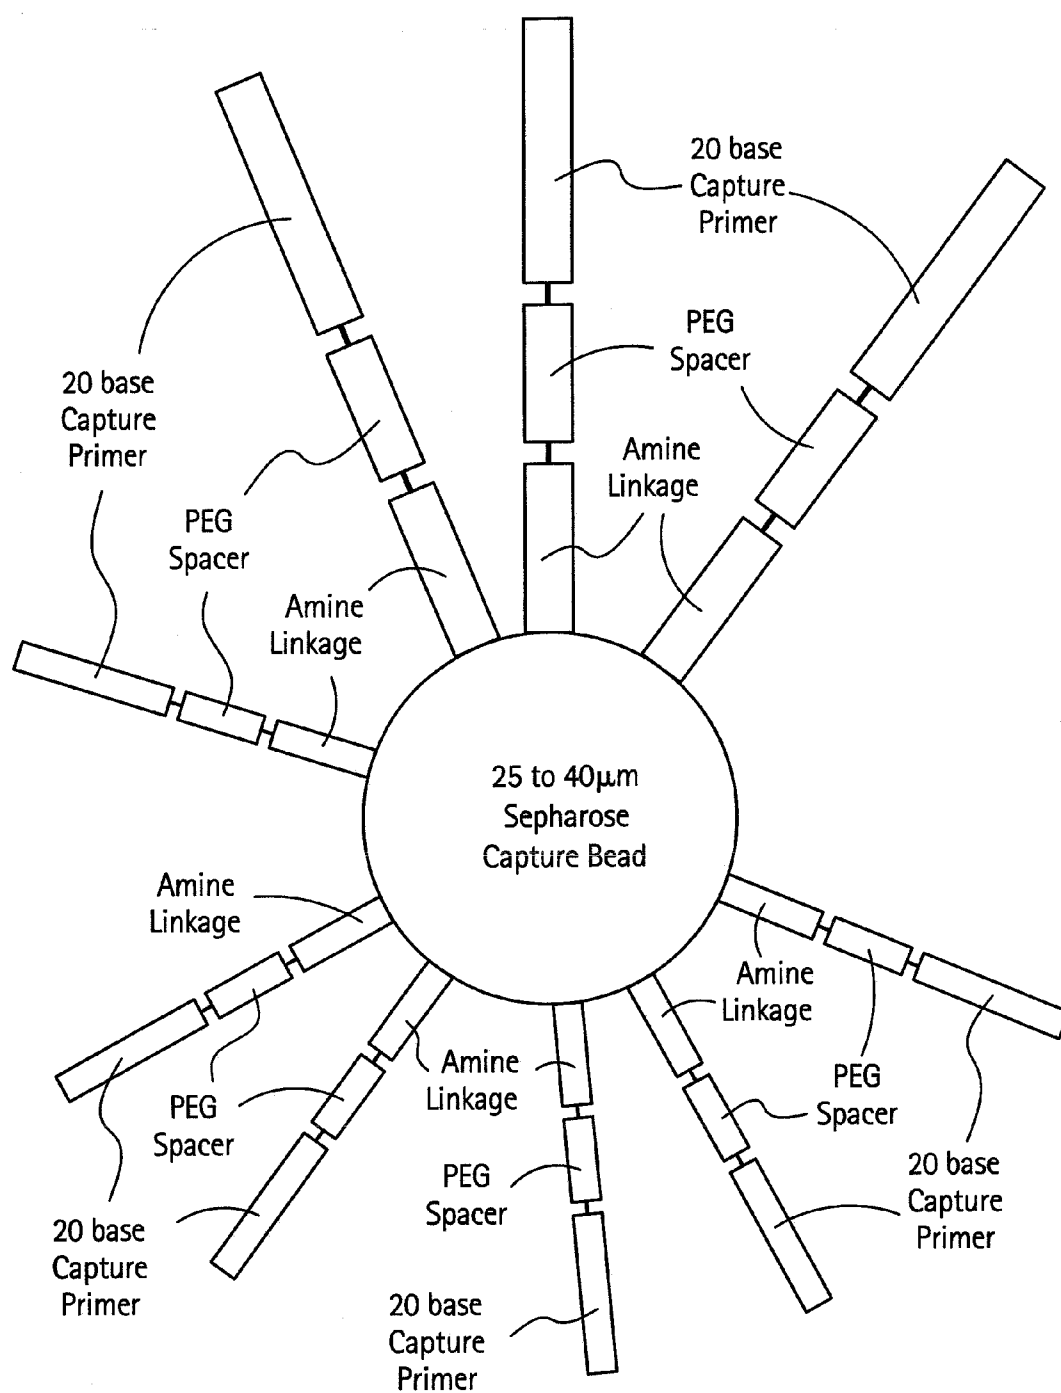 20 base
Capture
Primer
PEG
Spacer
Amine
Linkage
20 base
Capture
Primer
PEG
Spacer
Amine
Linkage
25 to 40μm
Sepharose
Capture Bead
Amine
Linkage
Amine
Linkage
Amine
Linkage
PEG
Spacer
PEG
Spacer
PEG
Spacer
20 base
Capture
Primer
20 base
Capture
Primer
20 base
Capture
Primer